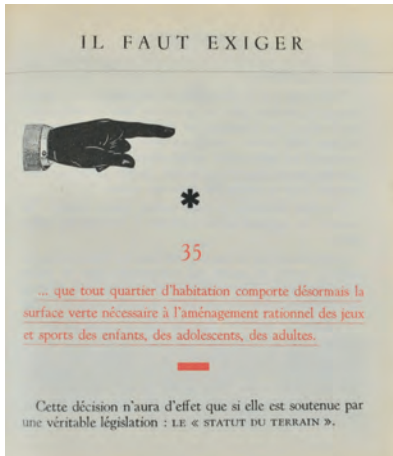 IL FAUT EXIGER
*
35
... que tout quartier d'habitation comporte désormais la
surface verte nécessaire à l'aménagement rationnel des jeux
et sports des enfants, des adolescents, des adultes.
Cette décision n'aura d'effet que si elle est soutenue par
une véritable législation : LE « STATUT DU TERRAIN ».